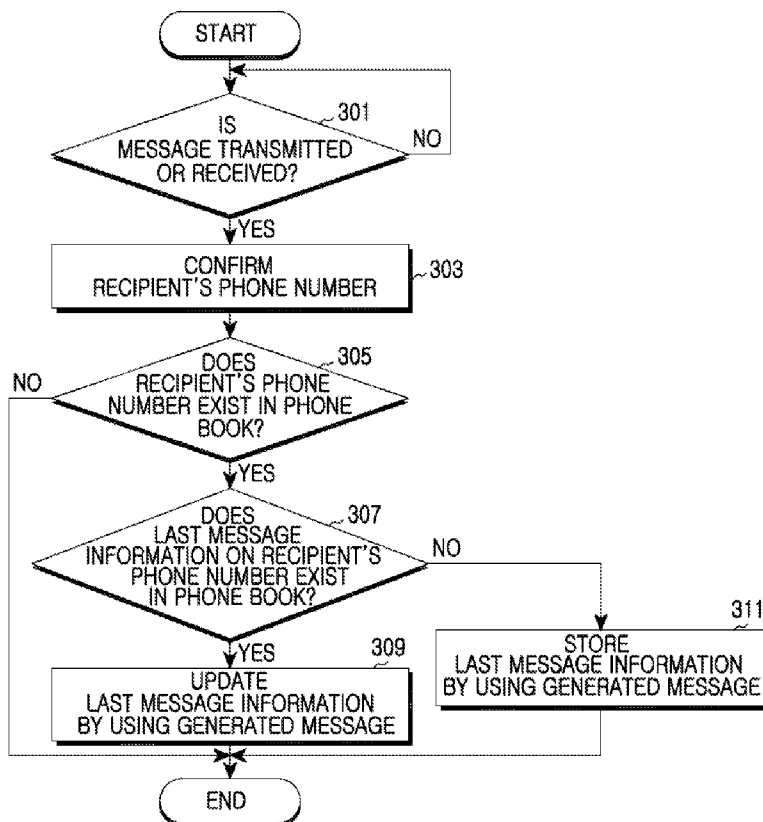 START
301
IS
MESSAGE TRANSMITTED
OR RECEIVED?
NO
YES
CONFIRM
RECIPIENT'S PHONE NUMBER
303
305
DOES
RECIPIENT'S PHONE
NUMBER EXIST IN PHONE
BOOK?
NO
YES
307
DOES
LAST MESSAGE
INFORMATION ON RECIPIENT'S
PHONE NUMBER EXIST
IN PHONE BOOK?
NO
YES
309
UPDATE
LAST MESSAGE INFORMATION
BY USING GENERATED MESSAGE
311
STORE
LAST MESSAGE INFORMATION
BY USING GENERATED MESSAGE
END